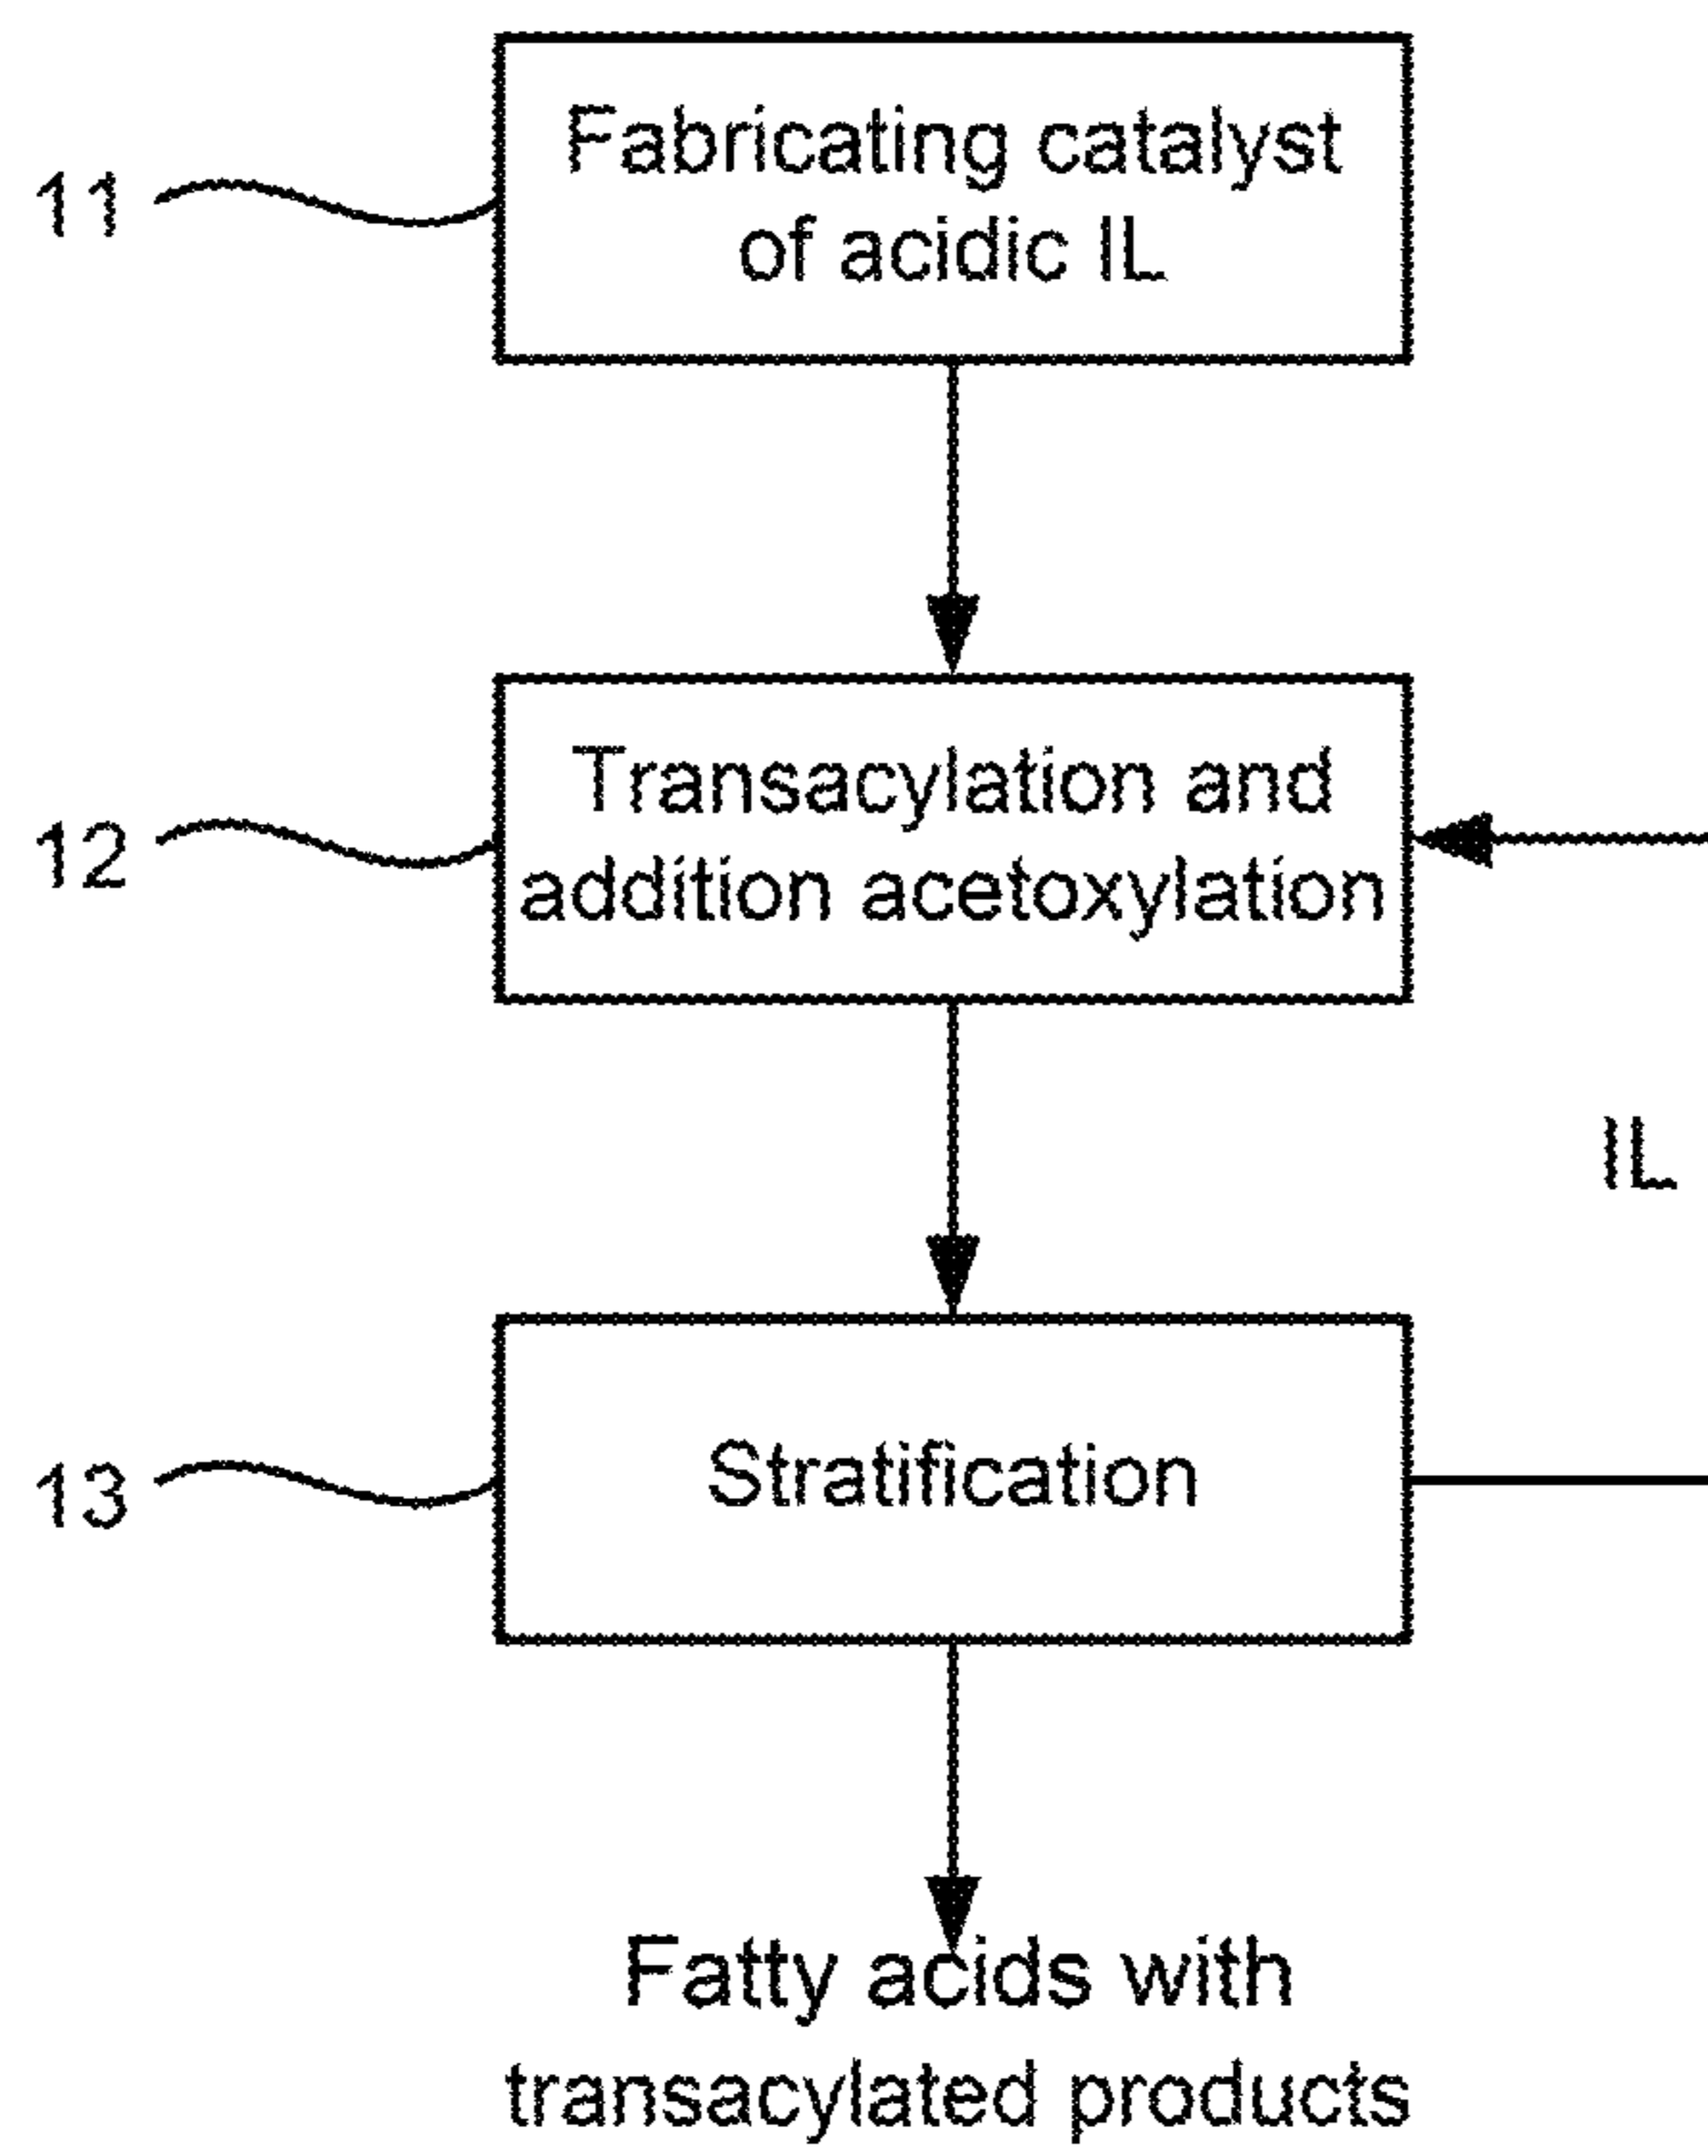 11
Fabricating catalyst
of acidic IL
12
Transacylation and
addition acetoxylation
IL
13
Stratification
Fatty acids with
transacylated products